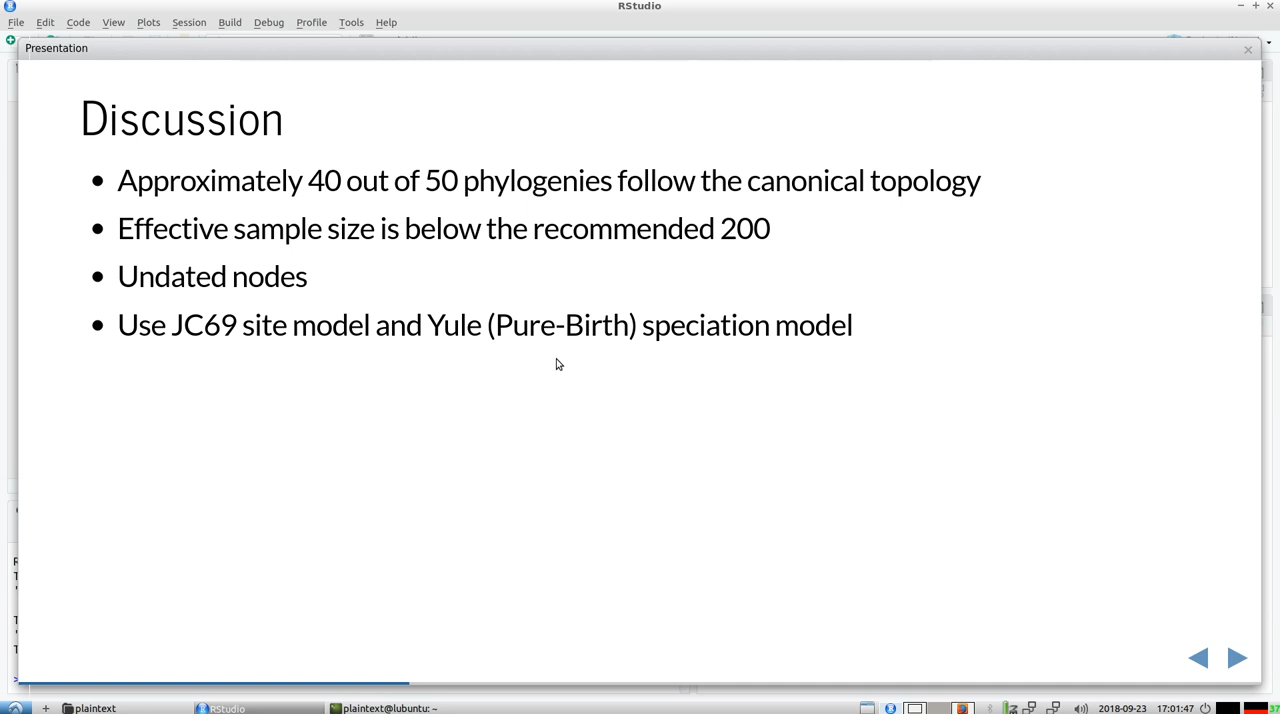 RStudio
File Edit Code View Plots Session Build Debug Profile Tools Help
Presentation
Discussion
• Approximately 40 out of 50 phylogenies follow the canonical topology
• Effective sample size is below the recommended 200
• Undated nodes
• Use JC69 site model and Yule (Pure-Birth) speciation model
plaintext RStudio plaintext@lubuntu: ~ 2018-09-23 17:01:47